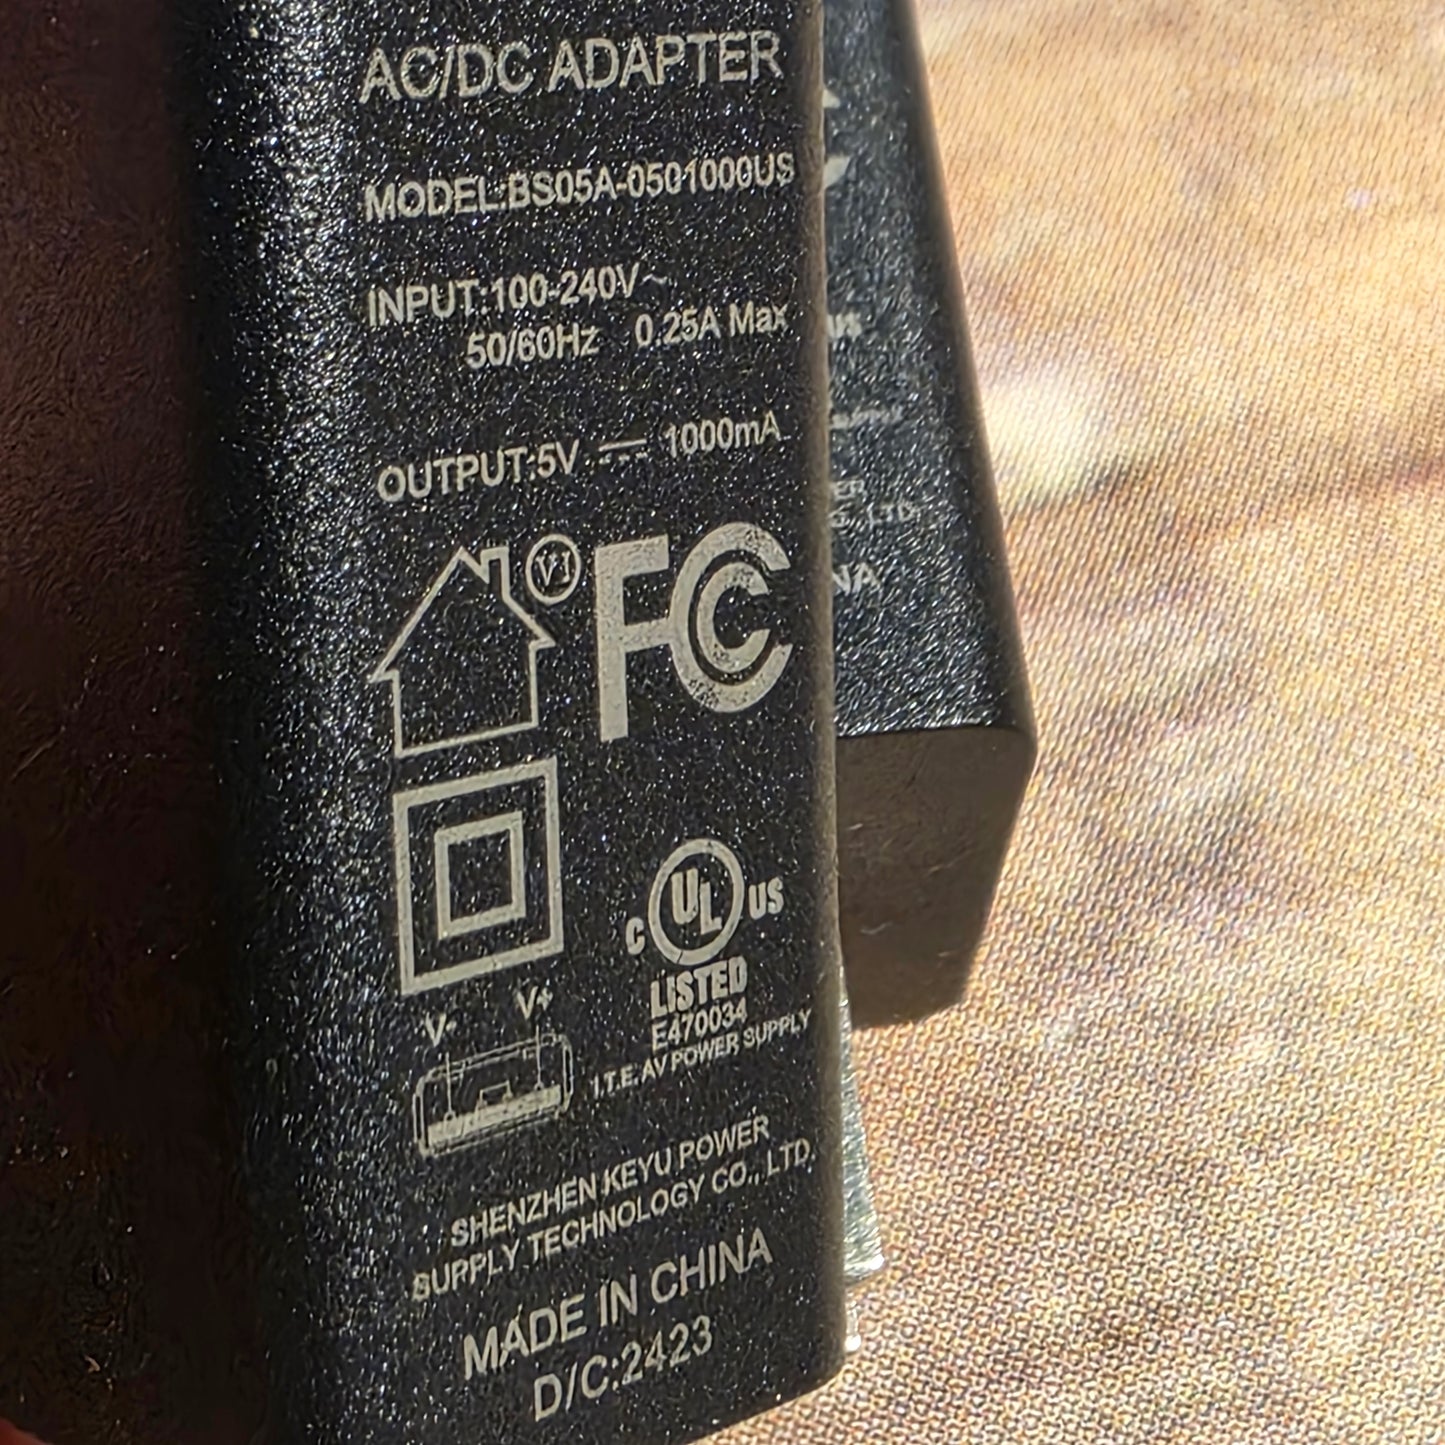 AC/DC ADAPTER
MODEL:BS05A-0501000US
INPUT:100-240V~
50/60Hz 0.25A Max
OUTPUT:5V ⎓ 1000mA
VI
FC
C UL US
LISTED
E470034
I.T.E. AV POWER SUPPLY
V- V+
SHENZHEN KEYU POWER
SUPPLY TECHNOLOGY CO., LTD.
MADE IN CHINA
D/C:2423
LTD